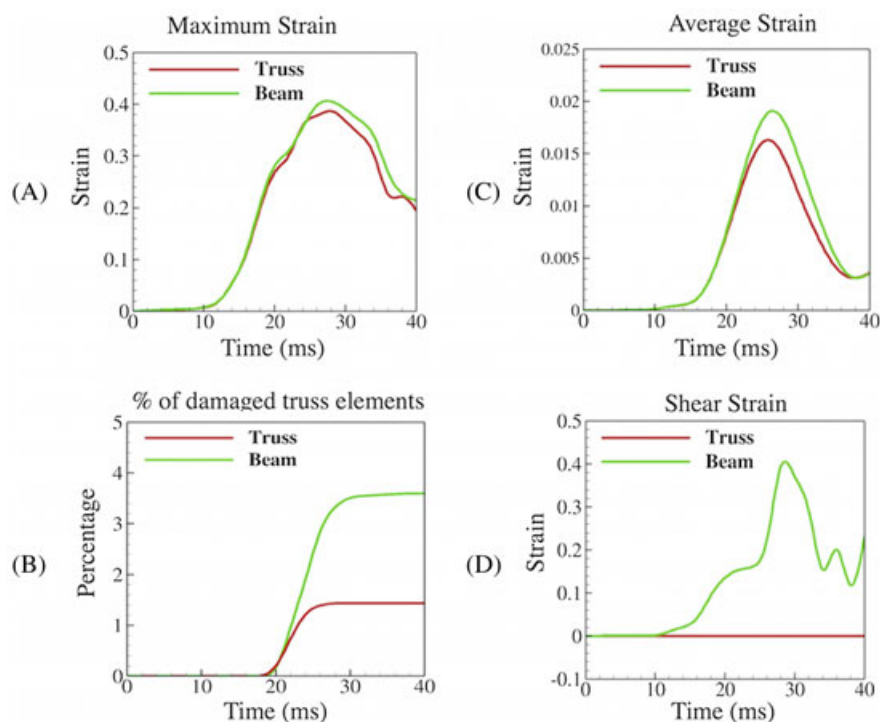 Maximum Strain
0.5
Truss
Beam
0.4
0.3
0.2
0.1
0
0 10 20 30 40
Strain
Time (ms)
(A)
Average Strain
0.025
Truss
Beam
0.02
0.015
0.01
0.005
0
0 10 20 30 40
Strain
Time (ms)
(C)
% of damaged truss elements
5
Truss
Beam
4
3
2
1
0
0 10 20 30 40
Percentage
Time (ms)
(B)
Shear Strain
0.5
Truss
Beam
0.4
0.3
0.2
0.1
0
-0.1
0 10 20 30 40
Strain
Time (ms)
(D)